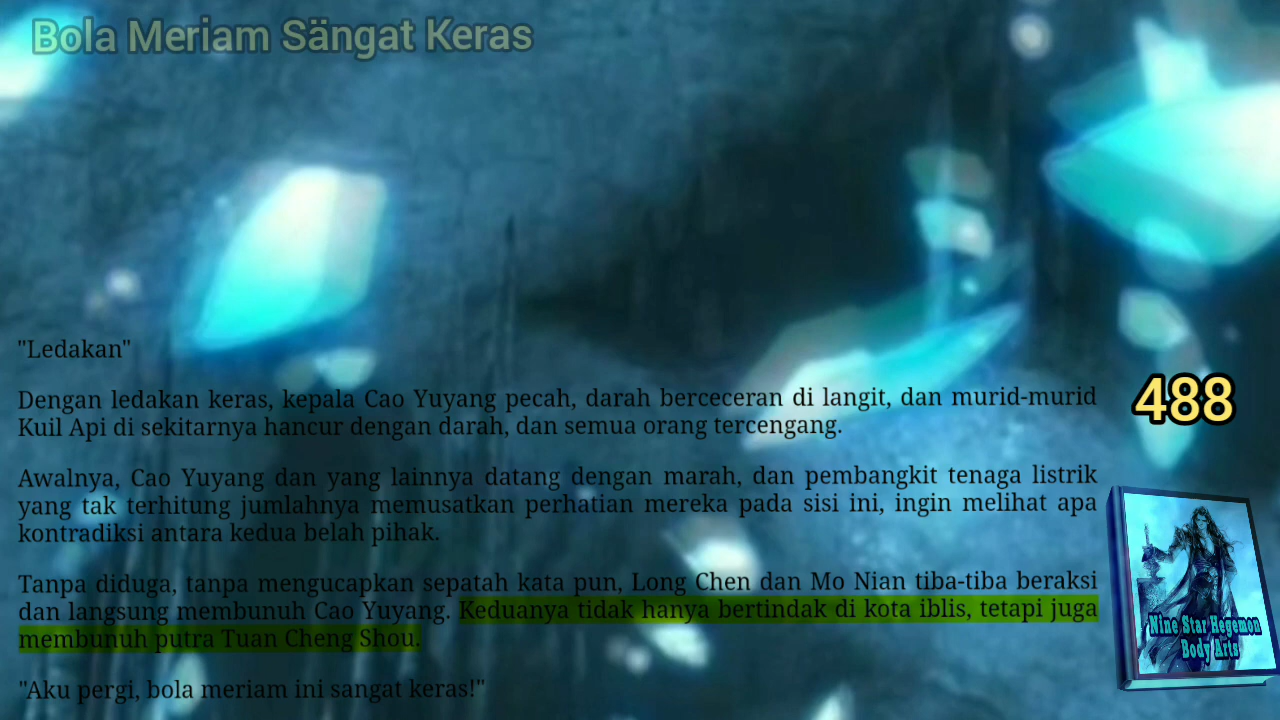 Bola Meriam Sängat Keras
"Ledakan"
Dengan ledakan keras, kepala Cao Yuyang pecah, darah berceceran di langit, dan murid-murid
Kuil Api di sekitarnya hancur dengan darah, dan semua orang tercengang.
488
Awalnya, Cao Yuyang dan yang lainnya datang dengan marah, dan pembangkit tenaga listrik
yang tak terhitung jumlahnya memusatkan perhatian mereka pada sisi ini, ingin melihat apa
kontradiksi antara kedua belah pihak.
Tanpa diduga, tanpa mengucapkan sepatah kata pun, Long Chen dan Mo Nian tiba-tiba beraksi
dan langsung membunuh Cao Yuyang. Keduanya tidak hanya bertindak di kota iblis, tetapi juga
membunuh putra Tuan Cheng Shou.
"Aku pergi, bola meriam ini sangat keras!"
Nine Star Hegemon
Body Arts